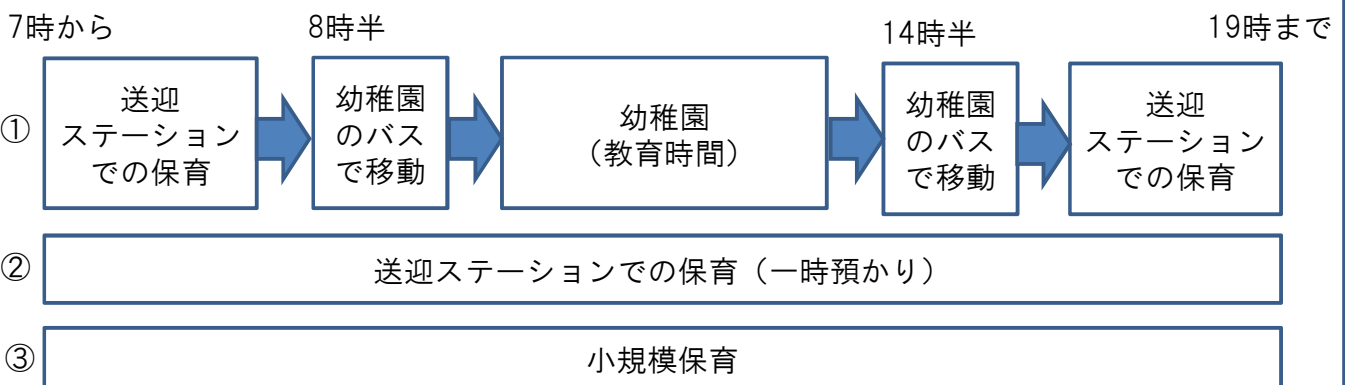 7時から
8時半
14時半
19時まで
①
送迎
ステーション
での保育
幼稚園
のバス
で移動
幼稚園
（教育時間）
幼稚園
のバス
で移動
送迎
ステーション
での保育
②
送迎ステーションでの保育（一時預かり）
③
小規模保育